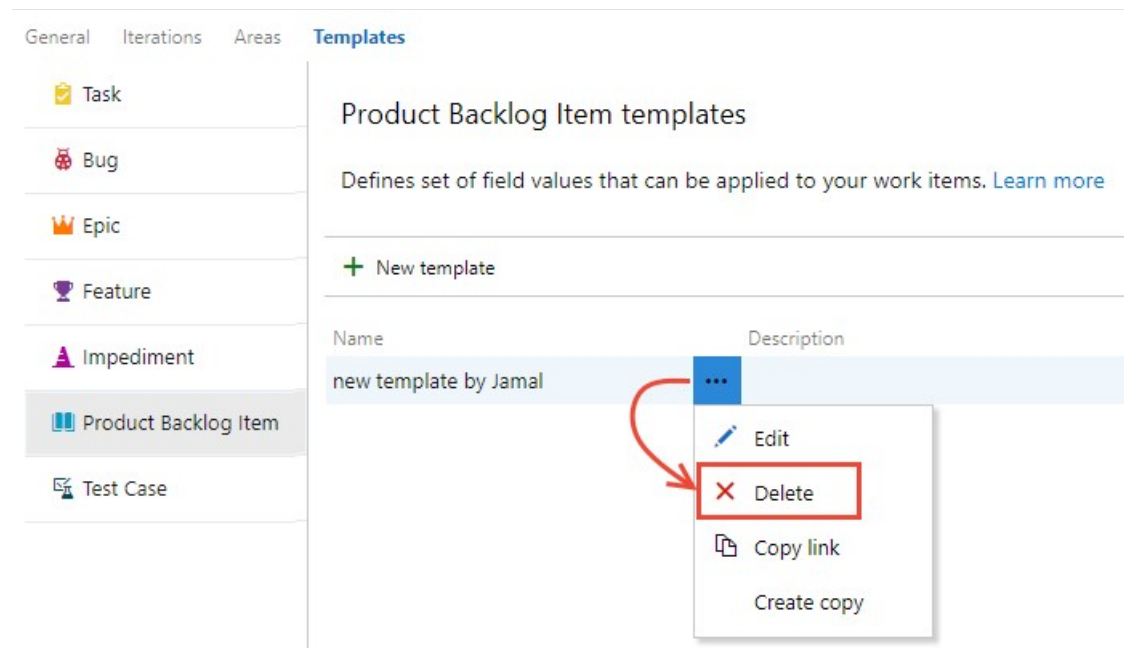 General Iterations Areas Templates
Task
Bug
Epic
Feature
Impediment
Product Backlog Item
Test Case
Product Backlog Item templates
Defines set of field values that can be applied to your work items. Learn more
+ New template
Name Description
new template by Jamal ...
Edit
Delete
Copy link
Create copy